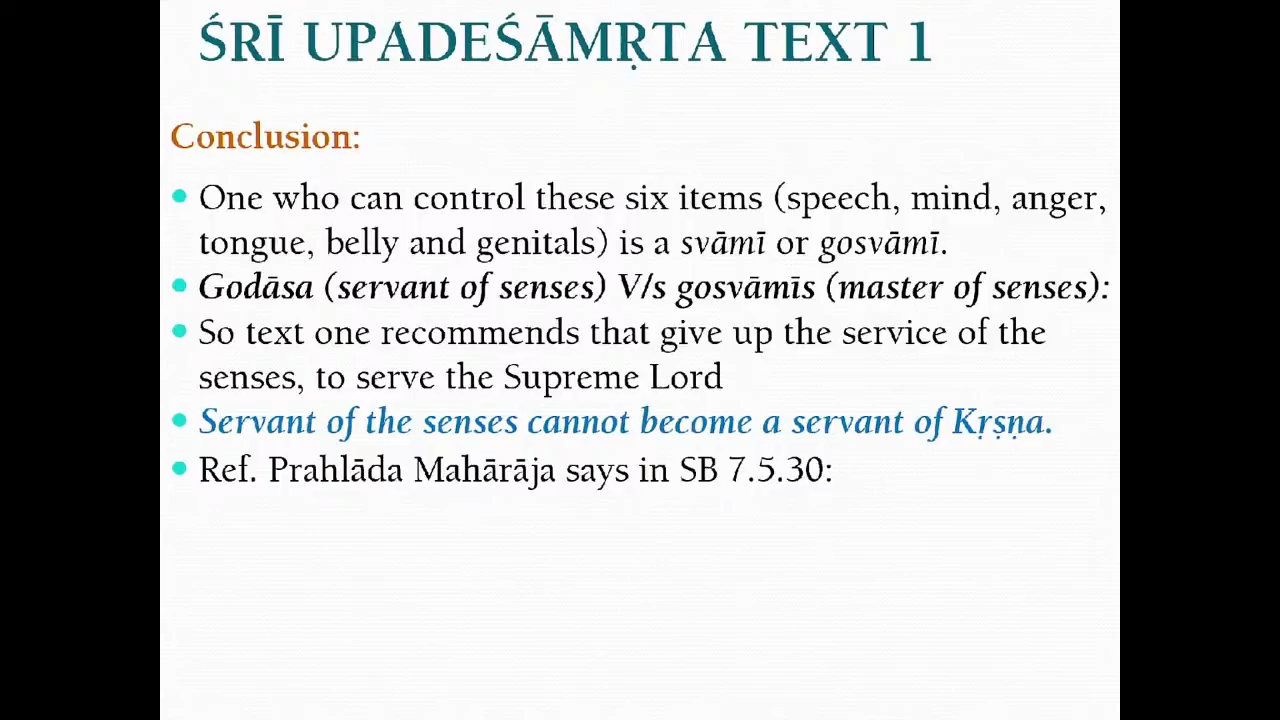 ŚRĪ UPADEŚĀMṚTA TEXT 1
Conclusion:
• One who can control these six items (speech, mind, anger,
tongue, belly and genitals) is a svāmī or gosvāmī.
• Godāsa (servant of senses) V/s gosvāmīs (master of senses):
• So text one recommends that give up the service of the
senses, to serve the Supreme Lord
• Servant of the senses cannot become a servant of Kṛṣṇa.
• Ref. Prahlāda Mahārāja says in SB 7.5.30: